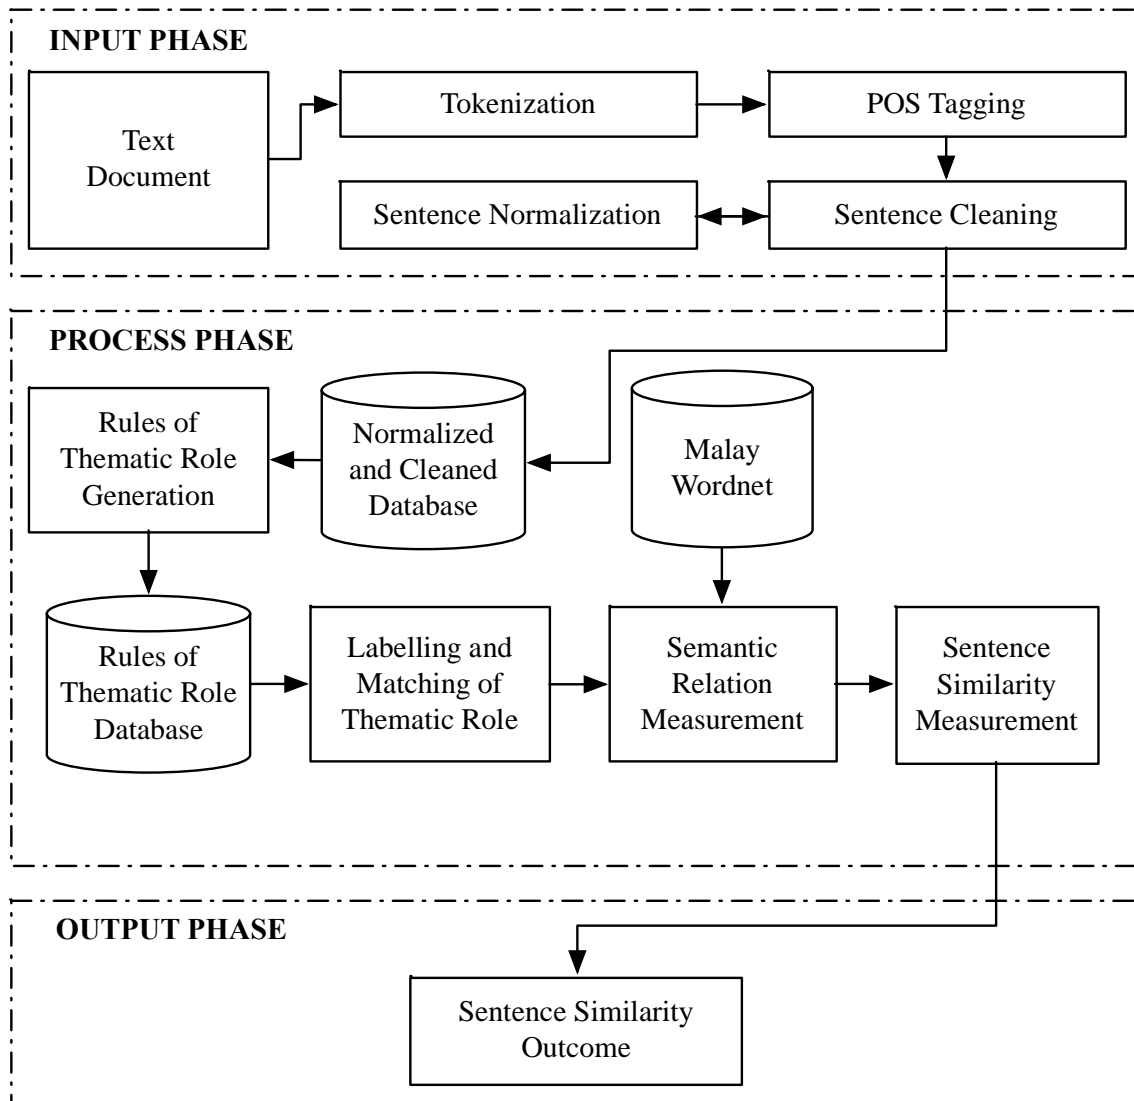 INPUT PHASE
Text
Document
Tokenization
POS Tagging
Sentence Normalization
Sentence Cleaning
PROCESS PHASE
Rules of
Thematic Role
Generation
Normalized
and Cleaned
Database
Malay
Wordnet
Rules of
Thematic Role
Database
Labelling and
Matching of
Thematic Role
Semantic
Relation
Measurement
Sentence
Similarity
Measurement
OUTPUT PHASE
Sentence Similarity
Outcome